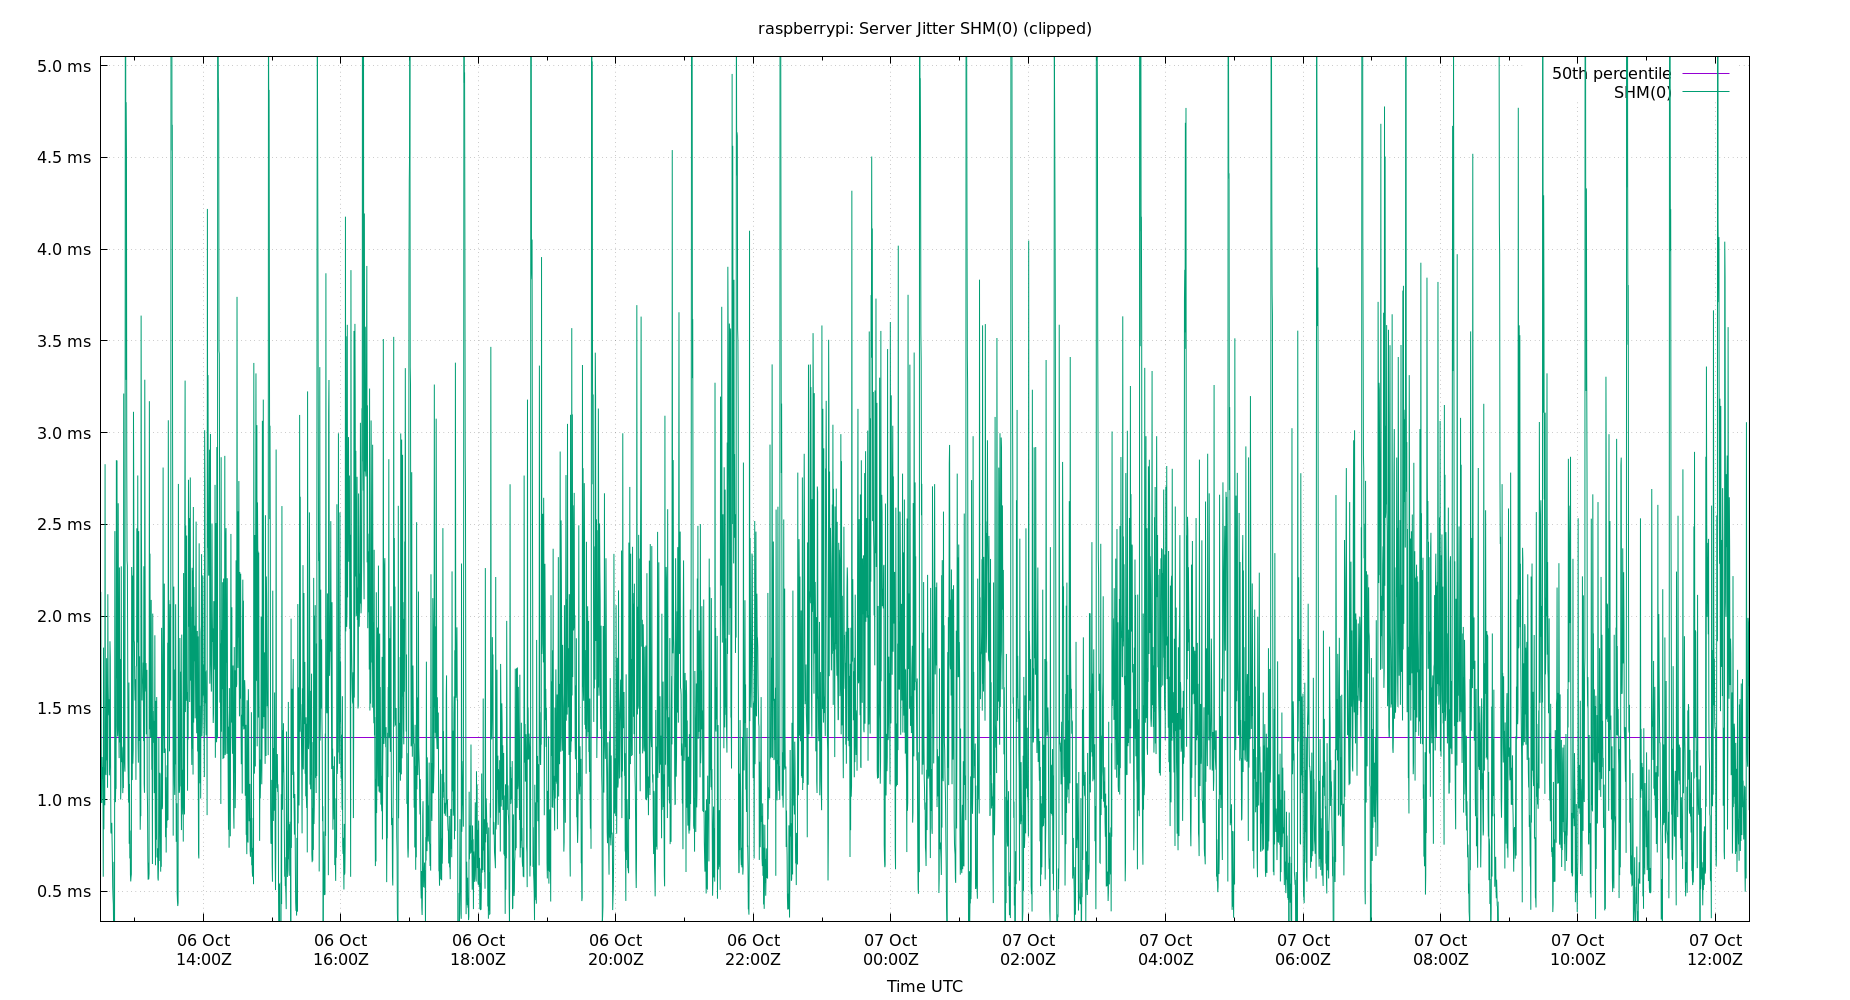 raspberrypi: Server Jitter SHM(0) (clipped)
5.0 ms
4.5 ms
4.0 ms
3.5 ms
3.0 ms
2.5 ms
2.0 ms
1.5 ms
1.0 ms
0.5 ms
50th percentile
SHM(0)
06 Oct 06 Oct 06 Oct 06 Oct 06 Oct 07 Oct 07 Oct 07 Oct 07 Oct 07 Oct 07 Oct 07 Oct
14:00Z 16:00Z 18:00Z 20:00Z 22:00Z 00:00Z 02:00Z 04:00Z 06:00Z 08:00Z 10:00Z 12:00Z
Time UTC